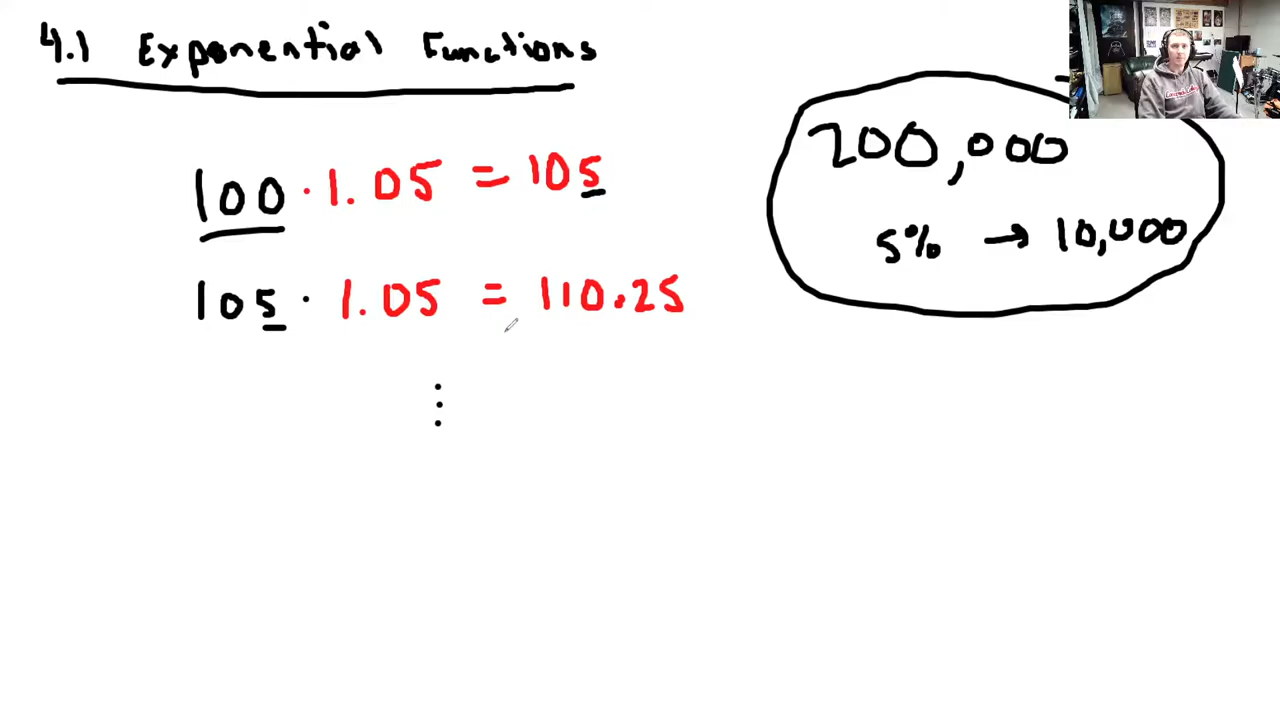 4.1 Exponential Functions
100 · 1.05 = 105
105 · 1.05 = 110.25
⋮
200,000
5% → 10,000